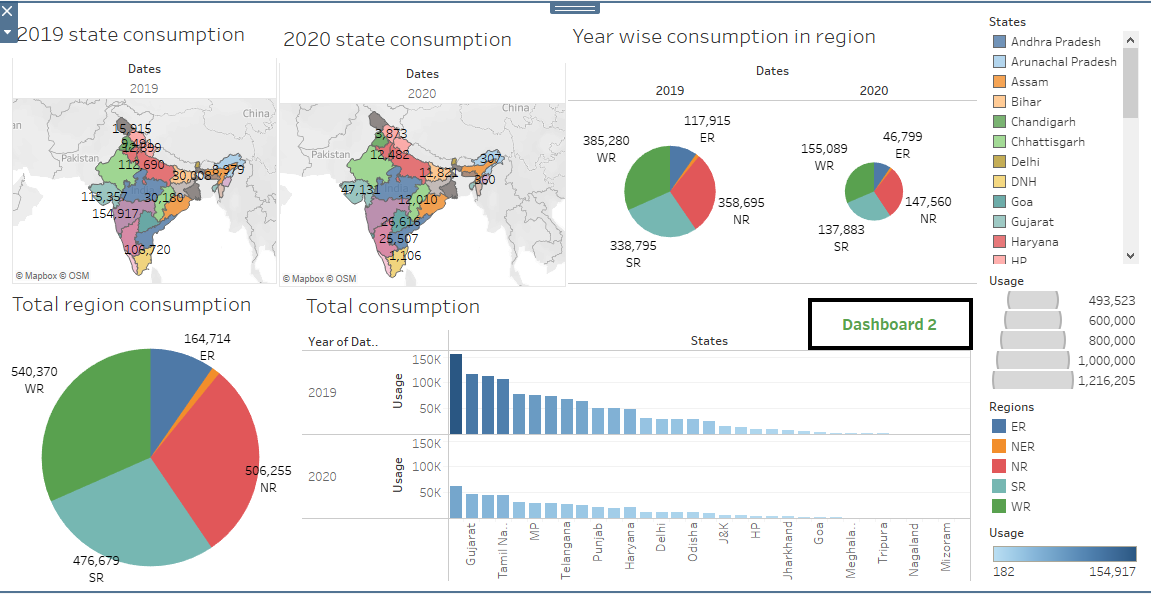 2019 state consumption
2020 state consumption
Year wise consumption in region
Dates
2019
Dates
2020
Dates
2019
2020
China
Pakistan
15,915
112,690
30,008
8,979
115,357
30,180
154,917
106,720
© Mapbox © OSM
China
Pakistan
India
3,873
12,482
307
11,821
360
47,131
12,010
26,616
25,507
1,106
© Mapbox © OSM
117,915
ER
385,280
WR
358,695
NR
338,795
SR
46,799
ER
155,089
WR
147,560
NR
137,883
SR
Total region consumption
164,714
ER
540,370
WR
506,255
NR
476,679
SR
Total consumption
Dashboard 2
Year of Dat..
States
2019
Usage
150K
100K
50K
2020
Usage
150K
100K
50K
Gujarat
Tamil Na..
MP
Telangana
Punjab
Haryana
Delhi
Odisha
J&K
HP
Jharkhand
Goa
Meghala..
Tripura
Nagaland
Mizoram
States
Andhra Pradesh
Arunachal Pradesh
Assam
Bihar
Chandigarh
Chhattisgarh
Delhi
DNH
Goa
Gujarat
Haryana
HP
Usage
493,523
600,000
800,000
1,000,000
1,216,205
Regions
ER
NER
NR
SR
WR
Usage
182 154,917